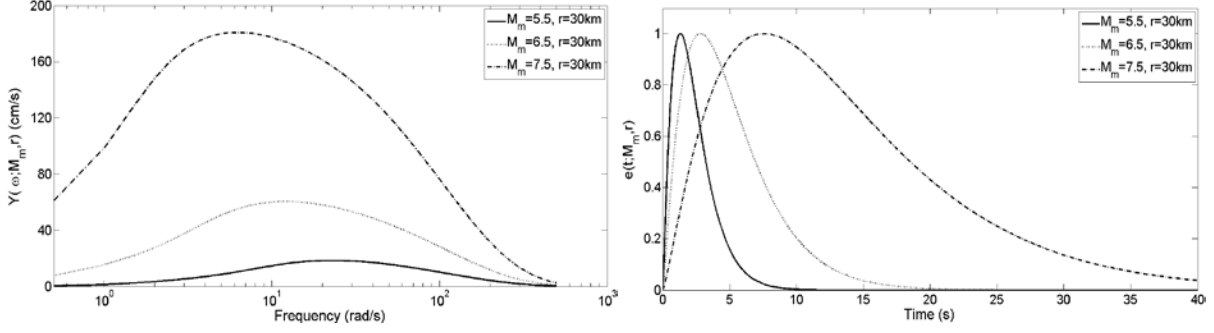 200
160
120
80
40
0
Y( ω;M_m,r) (cm/s)
10^0
10^1
10^2
10^3
Frequency (rad/s)
M_m=5.5, r=30km
M_m=6.5, r=30km
M_m=7.5, r=30km
1
0.8
0.6
0.4
0.2
0
e(t;M_m,r)
0
5
10
15
20
25
30
35
40
Time (s)
M_m=5.5, r=30km
M_m=6.5, r=30km
M_m=7.5, r=30km